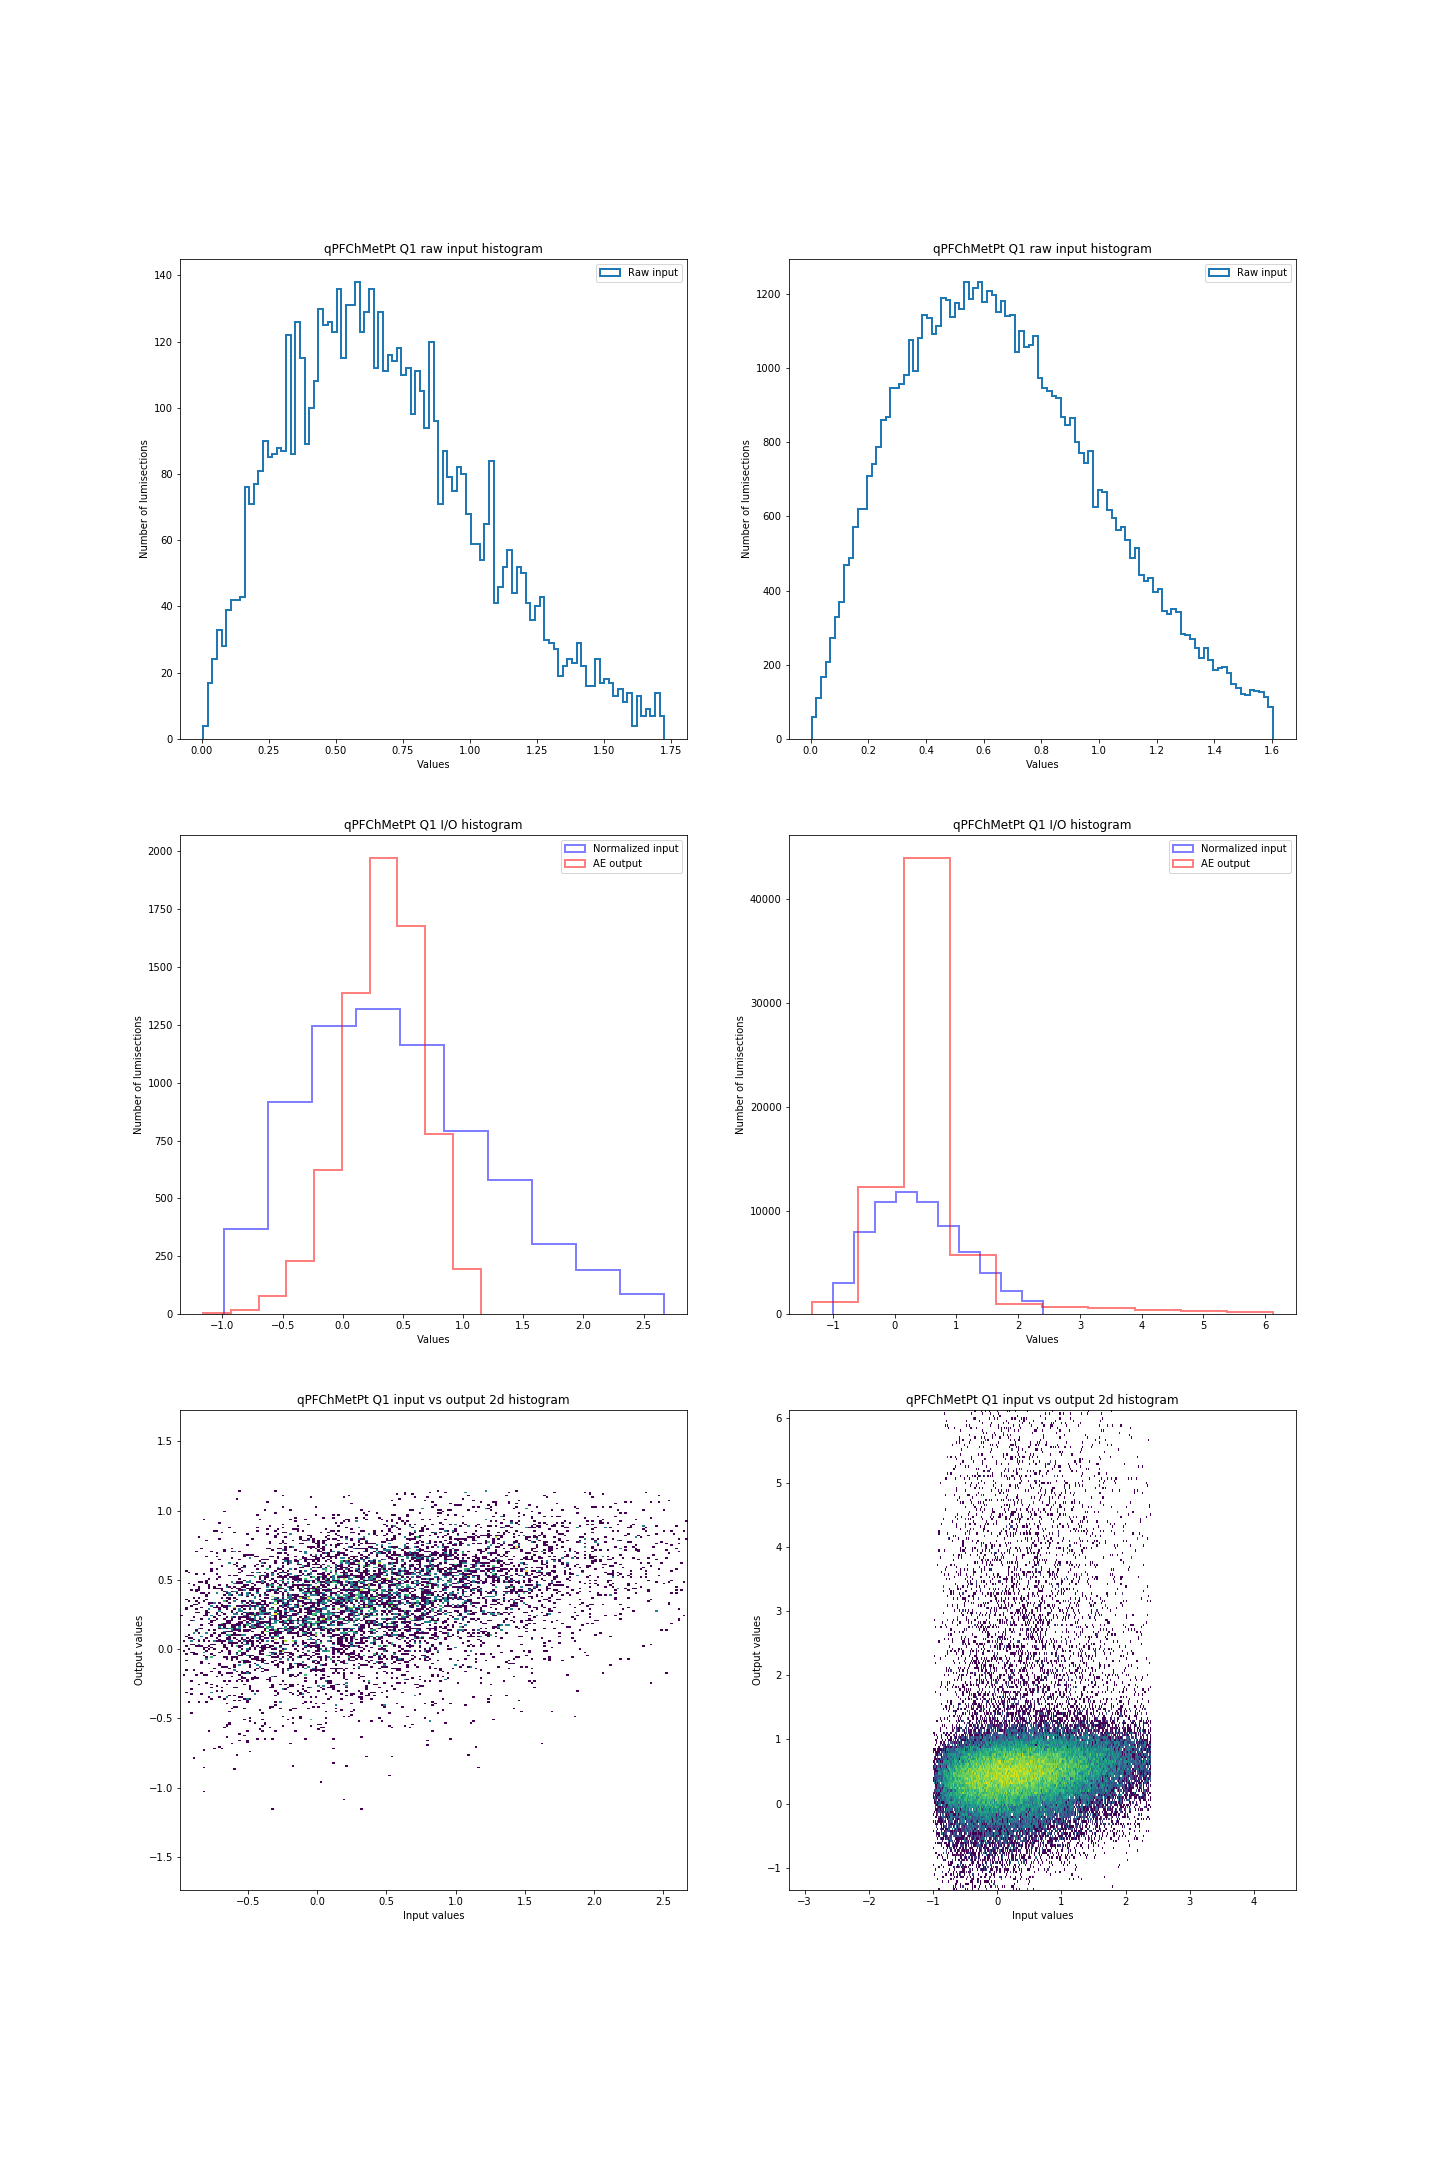 qPFChMetPt Q1 raw input histogram
Raw input
140
120
100
80
60
40
20
0
Number of lumisections
0.00 0.25 0.50 0.75 1.00 1.25 1.50 1.75
Values
qPFChMetPt Q1 raw input histogram
Raw input
1200
1000
800
600
400
200
0
Number of lumisections
0.0 0.2 0.4 0.6 0.8 1.0 1.2 1.4 1.6
Values
qPFChMetPt Q1 I/O histogram
Normalized input
AE output
2000
1750
1500
1250
1000
750
500
250
0
Number of lumisections
−1.0 −0.5 0.0 0.5 1.0 1.5 2.0 2.5
Values
qPFChMetPt Q1 I/O histogram
Normalized input
AE output
40000
30000
20000
10000
0
Number of lumisections
−1 0 1 2 3 4 5 6
Values
qPFChMetPt Q1 input vs output 2d histogram
1.5
1.0
0.5
0.0
−0.5
−1.0
−1.5
Output values
−0.5 0.0 0.5 1.0 1.5 2.0 2.5
Input values
qPFChMetPt Q1 input vs output 2d histogram
6
5
4
3
2
1
0
−1
Output values
−3 −2 −1 0 1 2 3 4
Input values